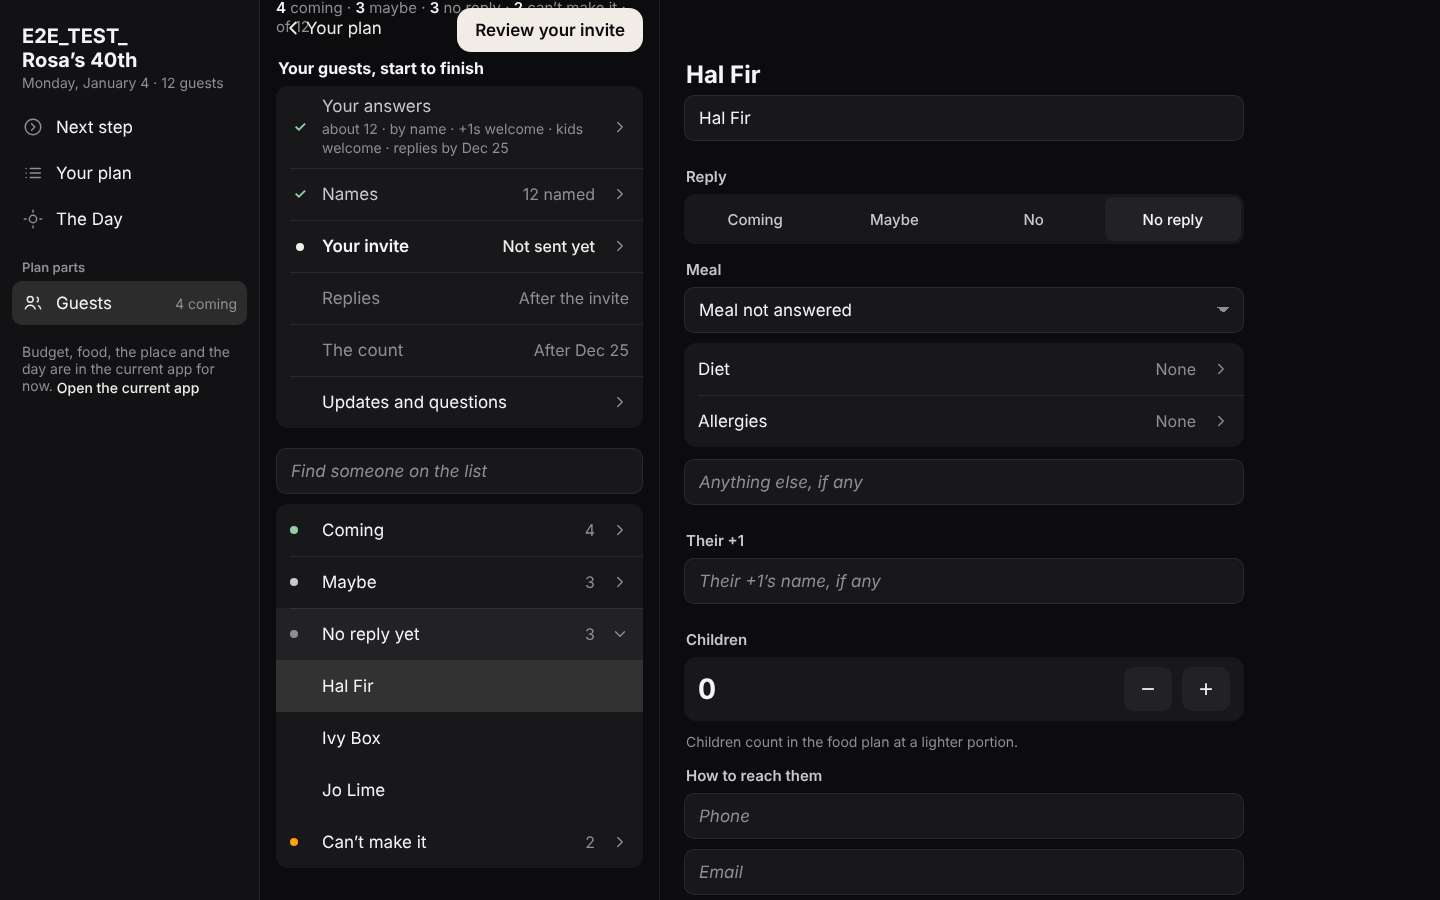 E2E_TEST_
Rosa’s 40th
Monday, January 4 · 12 guests
Next step
Your plan
The Day
Plan parts
Guests 4 coming
Budget, food, the place and the
day are in the current app for
now. Open the current app
4 coming · 3 maybe · 3 no reply · 2 can’t make it ·
of 12
Your plan
Review your invite
Your guests, start to finish
Your answers
about 12 · by name · +1s welcome · kids
welcome · replies by Dec 25
Names 12 named
Your invite Not sent yet
Replies After the invite
The count After Dec 25
Updates and questions
Find someone on the list
Coming 4
Maybe 3
No reply yet 3
Hal Fir
Ivy Box
Jo Lime
Can’t make it 2
Hal Fir
Hal Fir
Reply
Coming Maybe No No reply
Meal
Meal not answered
Diet None
Allergies None
Anything else, if any
Their +1
Their +1’s name, if any
Children
0 − +
Children count in the food plan at a lighter portion.
How to reach them
Phone
Email